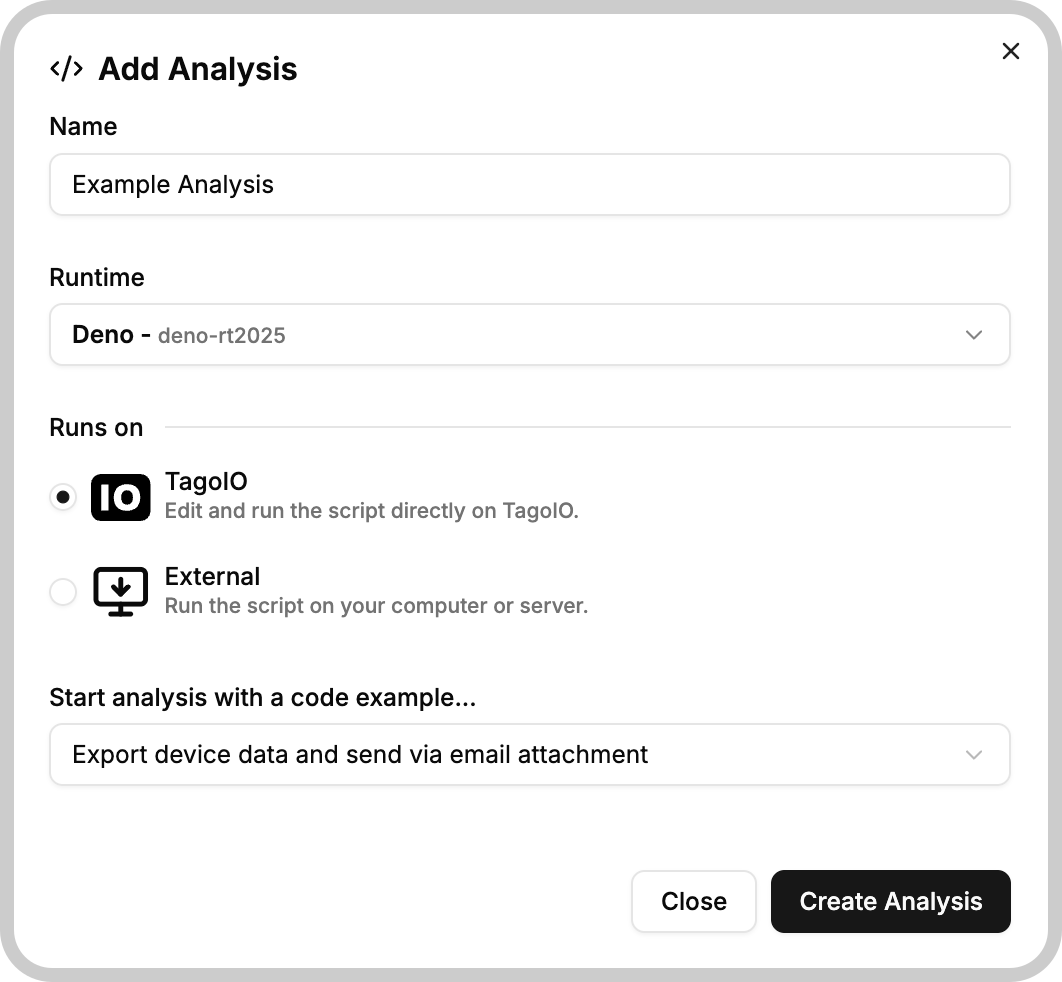 </> Add Analysis
Name
Example Analysis
Runtime
Deno - deno-rt2025
Runs on
IO TagoIO
Edit and run the script directly on TagoIO.
External
Run the script on your computer or server.
Start analysis with a code example...
Export device data and send via email attachment
Close
Create Analysis